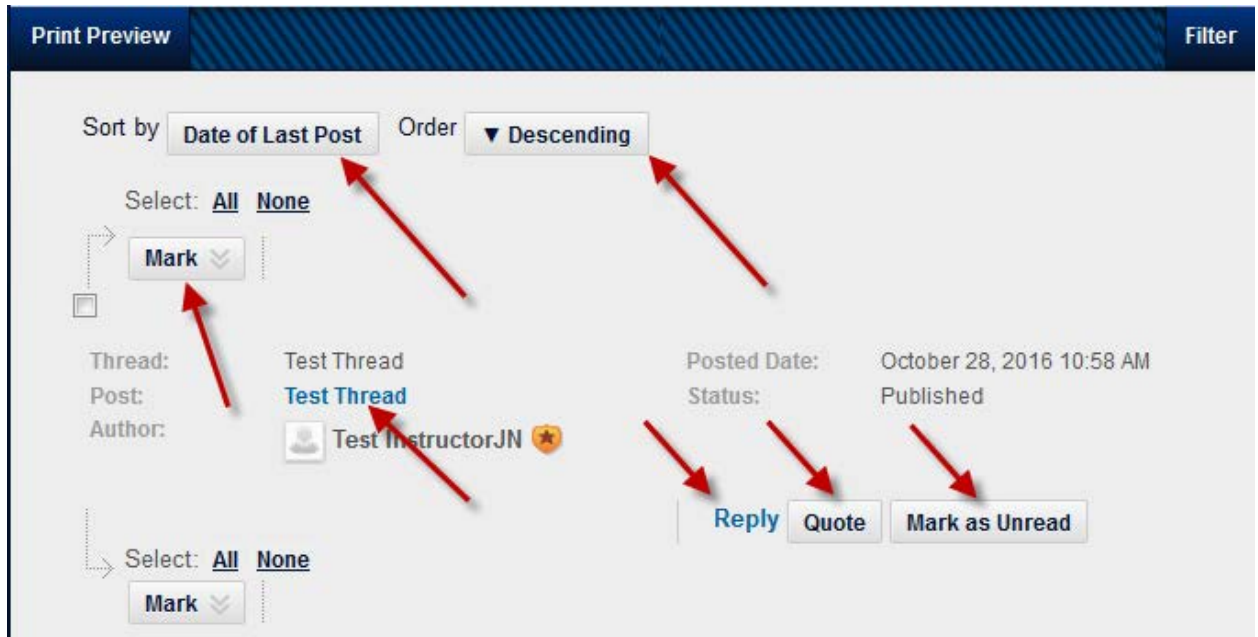 Print Preview Filter
Sort by Date of Last Post Order ▼ Descending
Select: All None
Mark
Thread: Test Thread Posted Date: October 28, 2016 10:58 AM
Post: Test Thread Status: Published
Author: Test InstructorJN
Reply Quote Mark as Unread
Select: All None
Mark